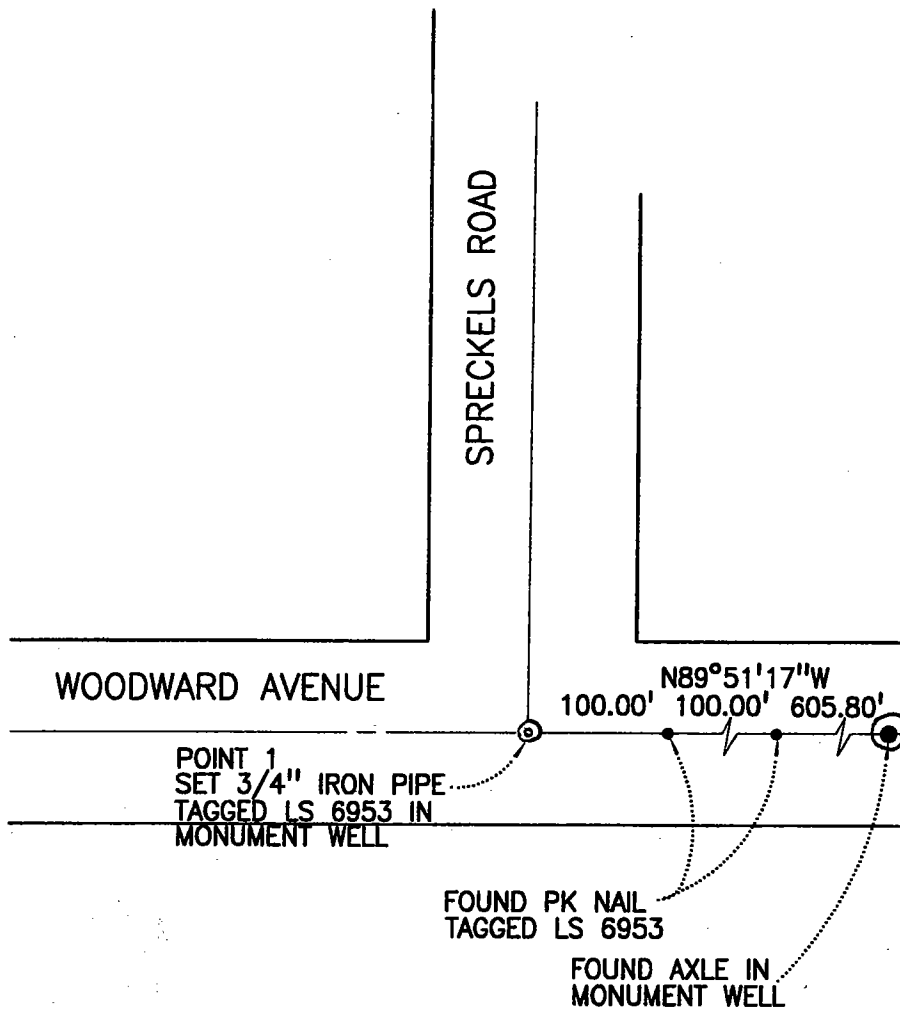 SPRECKELS ROAD
WOODWARD AVENUE
N89°51'17"W
100.00' 100.00' 605.80'
POINT 1
SET 3/4" IRON PIPE
TAGGED LS 6953 IN
MONUMENT WELL
FOUND PK NAIL
TAGGED LS 6953
FOUND AXLE IN
MONUMENT WELL